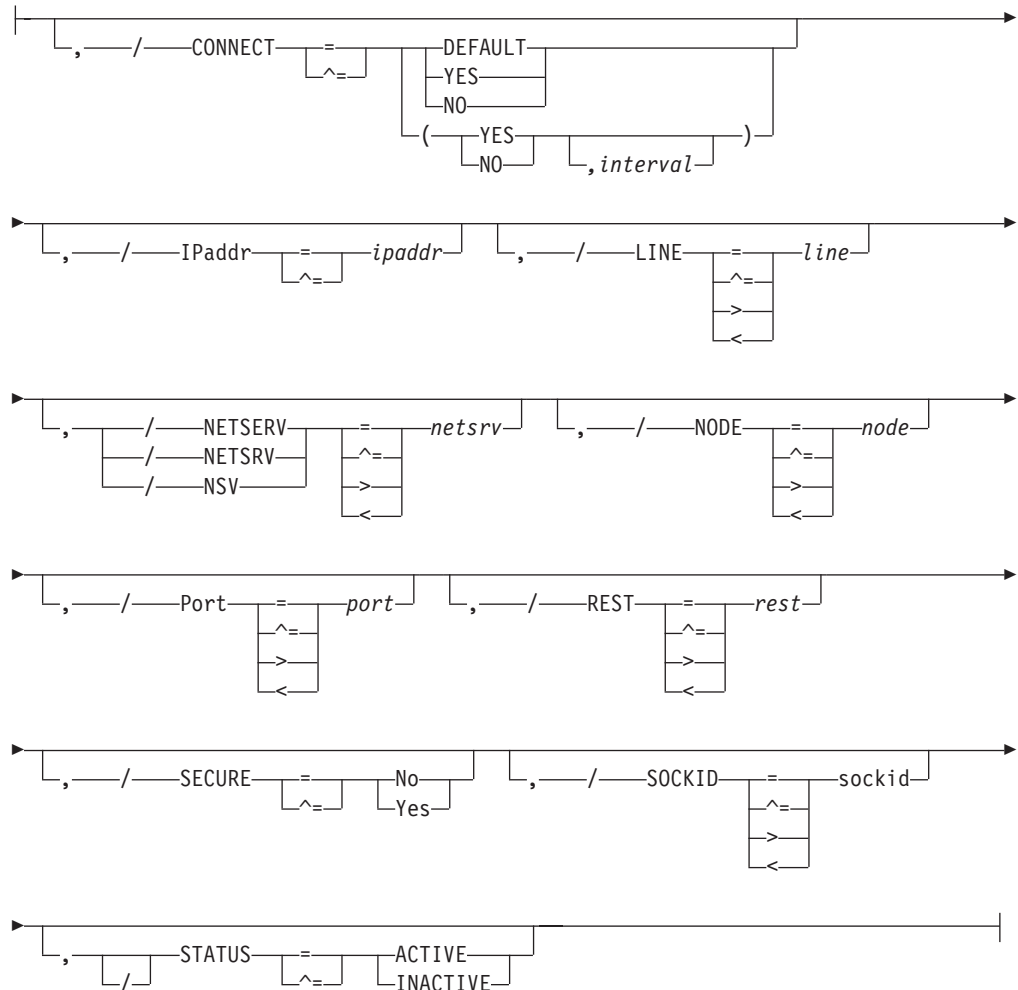 , / CONNECT = DEFAULT
^= YES
NO
( YES )
NO , interval
, / IPaddr = ipaddr , / LINE = line
^= ^=
>
<
, / NETSERV = netsrv , / NODE = node
/ NETSRV ^= ^=
/ NSV > >
< <
, / Port = port , / REST = rest
^= ^=
> >
< <
, / SECURE = No , / SOCKID = sockid
^= Yes ^=
>
<
, STATUS = ACTIVE
/ ^= INACTIVE